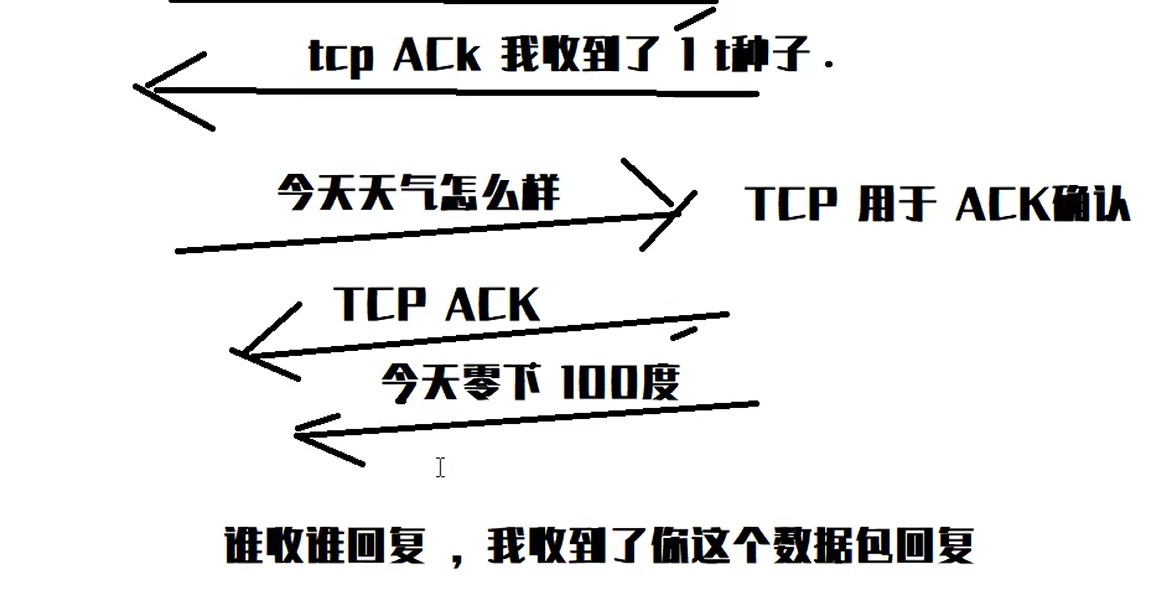 tcp ACk 我收到了 1 t种子 .
今天天气怎么样
TCP 用于 ACK确认
TCP ACK
今天零下 100度
谁收谁回复 , 我收到了你这个数据包回复